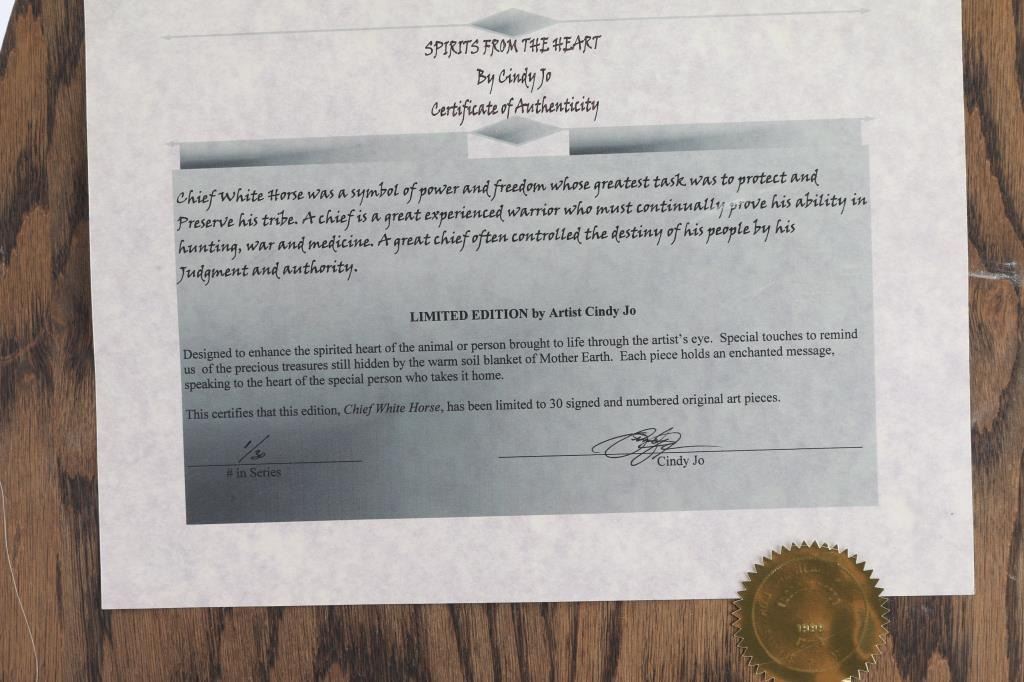 SPIRITS FROM THE HEART
By Cindy Jo
Certificate of Authenticity
Chief White Horse was a symbol of power and freedom whose greatest task was to protect and
Preserve his tribe. A chief is a great experienced warrior who must continually prove his ability in
hunting, war and medicine. A great chief often controlled the destiny of his people by his
Judgment and authority.
LIMITED EDITION by Artist Cindy Jo
Designed to enhance the spirited heart of the animal or person brought to life through the artist's eye. Special touches to remind
us of the precious treasures still hidden by the warm soil blanket of Mother Earth. Each piece holds an enchanted message,
speaking to the heart of the special person who takes it home.
This certifies that this edition, Chief White Horse, has been limited to 30 signed and numbered original art pieces.
1/30
# in Series
Cindy Jo